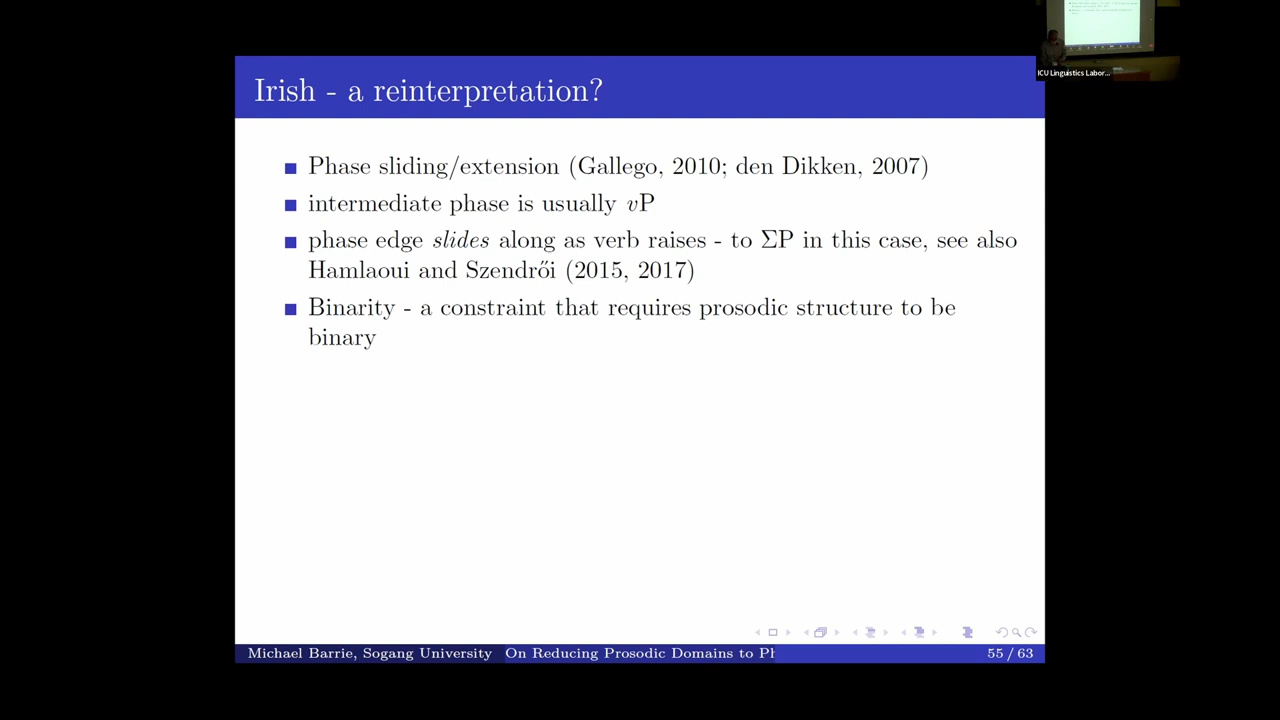 ICU Linguistics Labor...
Irish - a reinterpretation?
Phase sliding/extension (Gallego, 2010; den Dikken, 2007)
intermediate phase is usually vP
phase edge slides along as verb raises - to ΣP in this case, see also
Hamlaoui and Szendrői (2015, 2017)
Binarity - a constraint that requires prosodic structure to be
binary
Michael Barrie, Sogang University On Reducing Prosodic Domains to Ph 55 / 63